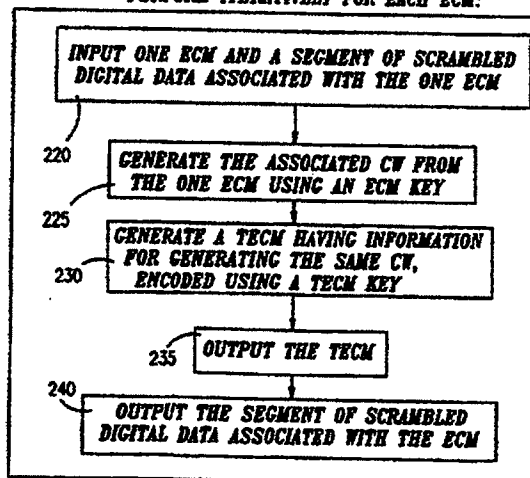 PERFORM ITERATIVELY FOR EACH ECM:
INPUT ONE ECM AND A SEGMENT OF SCRAMBLED
DIGITAL DATA ASSOCIATED WITH THE ONE ECM
220
GENERATE THE ASSOCIATED CW FROM
THE ONE ECM USING AN ECM KEY
225
GENERATE A TECM HAVING INFORMATION
FOR GENERATING THE SAME CW,
ENCODED USING A TECM KEY
230
235
OUTPUT THE TECM
240
OUTPUT THE SEGMENT OF SCRAMBLED
DIGITAL DATA ASSOCIATED WITH THE ECM